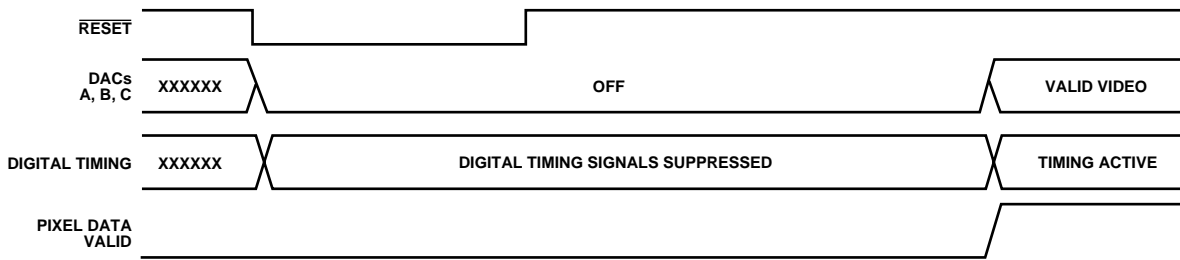 RESET
DACs
A, B, C
XXXXXX
OFF
VALID VIDEO
DIGITAL TIMING
XXXXXX
DIGITAL TIMING SIGNALS SUPPRESSED
TIMING ACTIVE
PIXEL DATA
VALID